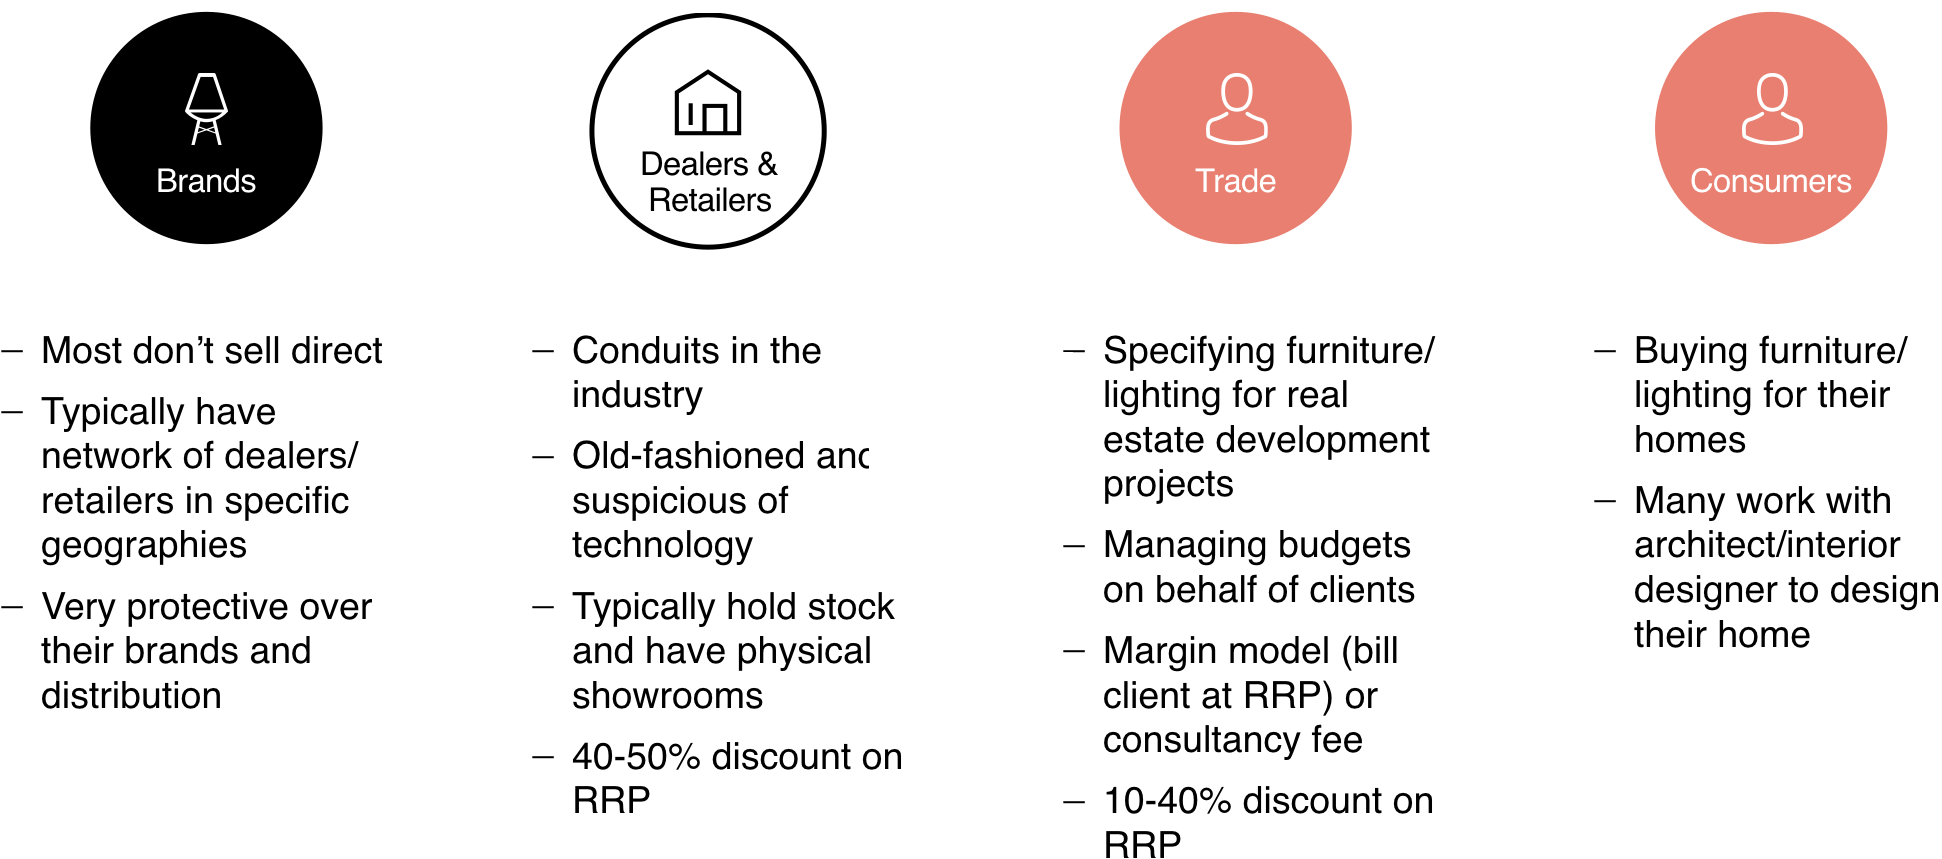 Brands
Dealers &
Retailers
Trade
Consumers
– Most don’t sell direct
– Typically have
network of dealers/
retailers in specific
geographies
– Very protective over
their brands and
distribution
– Conduits in the
industry
– Old-fashioned and
suspicious of
technology
– Typically hold stock
and have physical
showrooms
– 40-50% discount on
RRP
– Specifying furniture/
lighting for real
estate development
projects
– Managing budgets
on behalf of clients
– Margin model (bill
client at RRP) or
consultancy fee
– 10-40% discount on
RRP
– Buying furniture/
lighting for their
homes
– Many work with
architect/interior
designer to design
their home